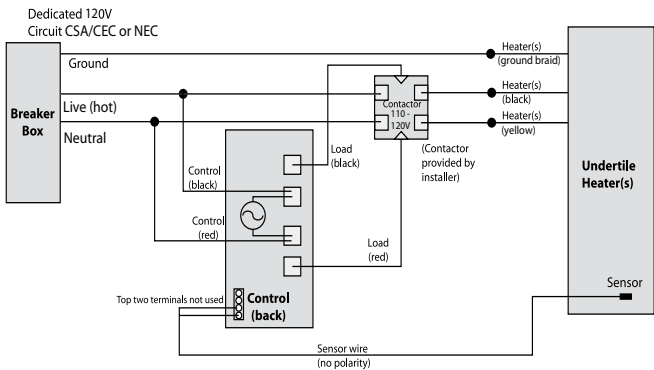 Dedicated 120V
Circuit CSA/CEC or NEC
Ground
Heater(s)
(ground braid)
Breaker
Box
Live (hot)
Neutral
Contactor
110 -
120V
Heater(s)
(black)
Heater(s)
(yellow)
Load
(black)
(Contactor
provided by
installer)
Undertile
Heater(s)
Control
(black)
Control
(red)
Load
(red)
Sensor
Top two terminals not used
Control
(back)
Sensor wire
(no polarity)